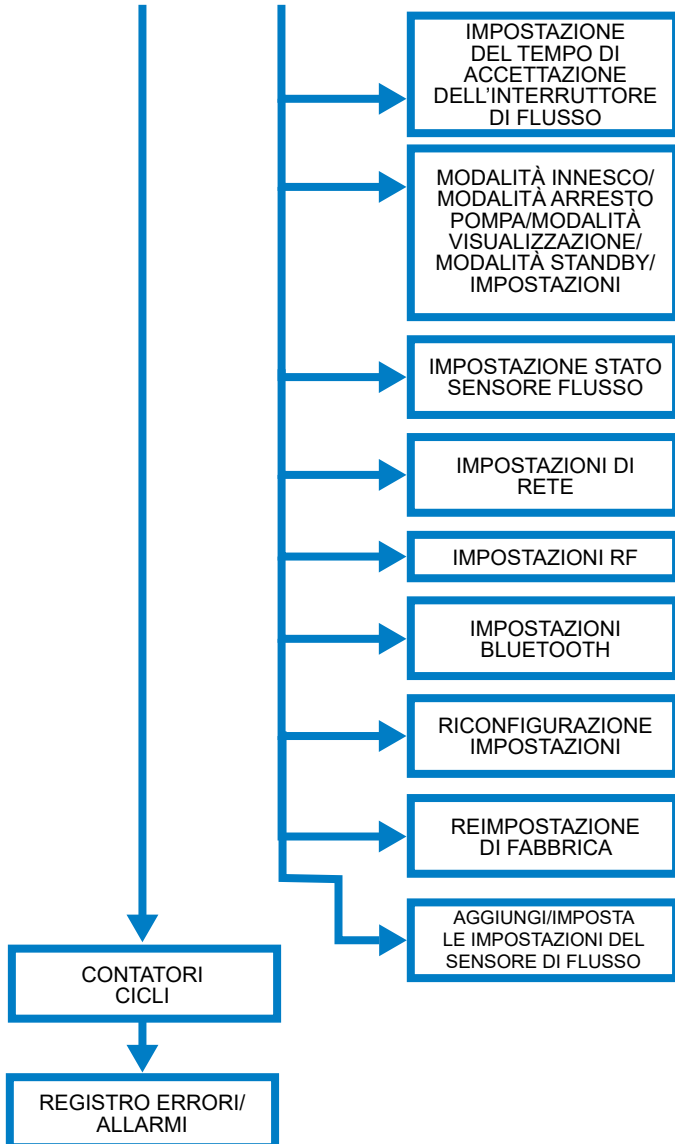 IMPOSTAZIONE
DEL TEMPO DI
ACCETTAZIONE
DELL'INTERRUTTORE
DI FLUSSO
MODALITÀ INNESCO/
MODALITÀ ARRESTO
POMPA/MODALITÀ
VISUALIZZAZIONE/
MODALITÀ STANDBY/
IMPOSTAZIONI
IMPOSTAZIONE STATO
SENSORE FLUSSO
IMPOSTAZIONI DI
RETE
IMPOSTAZIONI RF
IMPOSTAZIONI
BLUETOOTH
RICONFIGURAZIONE
IMPOSTAZIONI
REIMPOSTAZIONE
DI FABBRICA
AGGIUNGI/IMPOSTA
LE IMPOSTAZIONI DEL
SENSORE DI FLUSSO
CONTATORI
CICLI
REGISTRO ERRORI/
ALLARMI